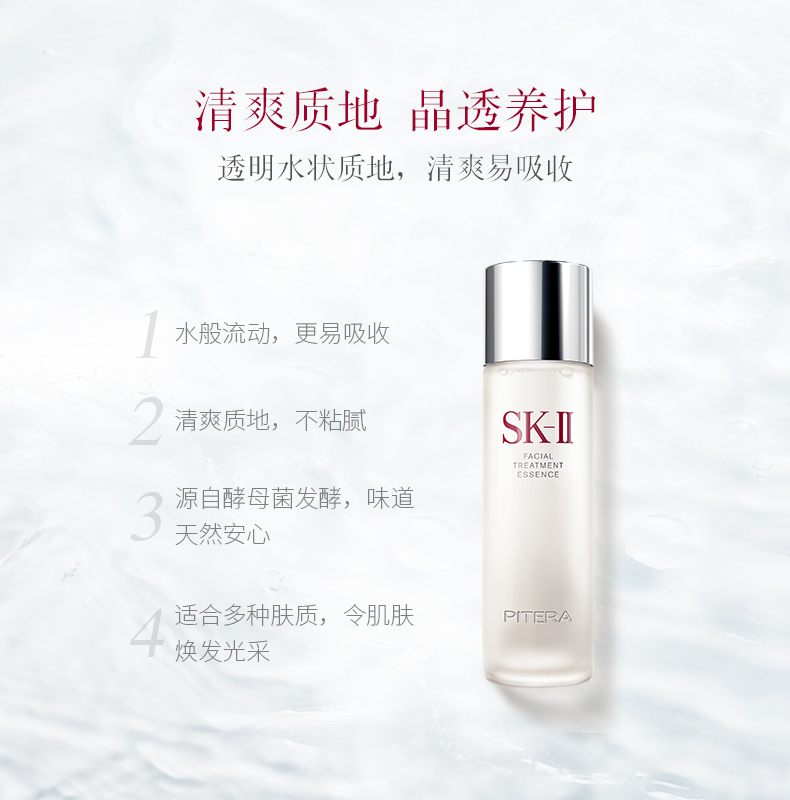 清爽质地 晶透养护
透明水状质地，清爽易吸收
1 水般流动，更易吸收
2 清爽质地，不粘腻
3 源自酵母菌发酵，味道
天然安心
4 适合多种肤质，令肌肤
焕发光采
SK-II
FACIAL
TREATMENT
ESSENCE
PITERA